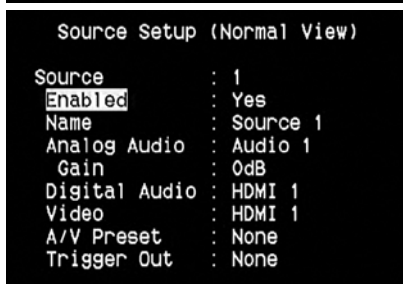 Source Setup (Normal View)
Source : 1
Enabled : Yes
Name : Source 1
Analog Audio : Audio 1
Gain : 0dB
Digital Audio : HDMI 1
Video : HDMI 1
A/V Preset : None
Trigger Out : None